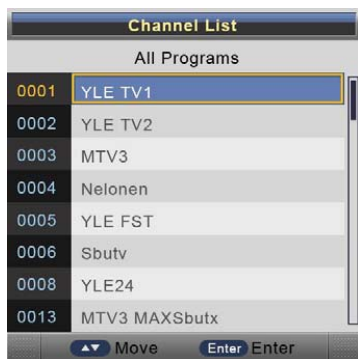 Channel List
All Programs
0001 YLE TV1
0002 YLE TV2
0003 MTV3
0004 Nelonen
0005 YLE FST
0006 Sbutv
0008 YLE24
0013 MTV3 MAXSbutx
Move Enter Enter